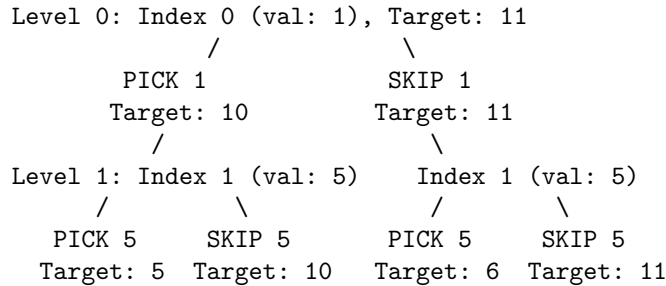 Level 0: Index 0 (val: 1), Target: 11
/ \
PICK 1 SKIP 1
Target: 10 Target: 11
/ \
Level 1: Index 1 (val: 5) Index 1 (val: 5)
/ \ / \
PICK 5 SKIP 5 PICK 5 SKIP 5
Target: 5 Target: 10 Target: 6 Target: 11